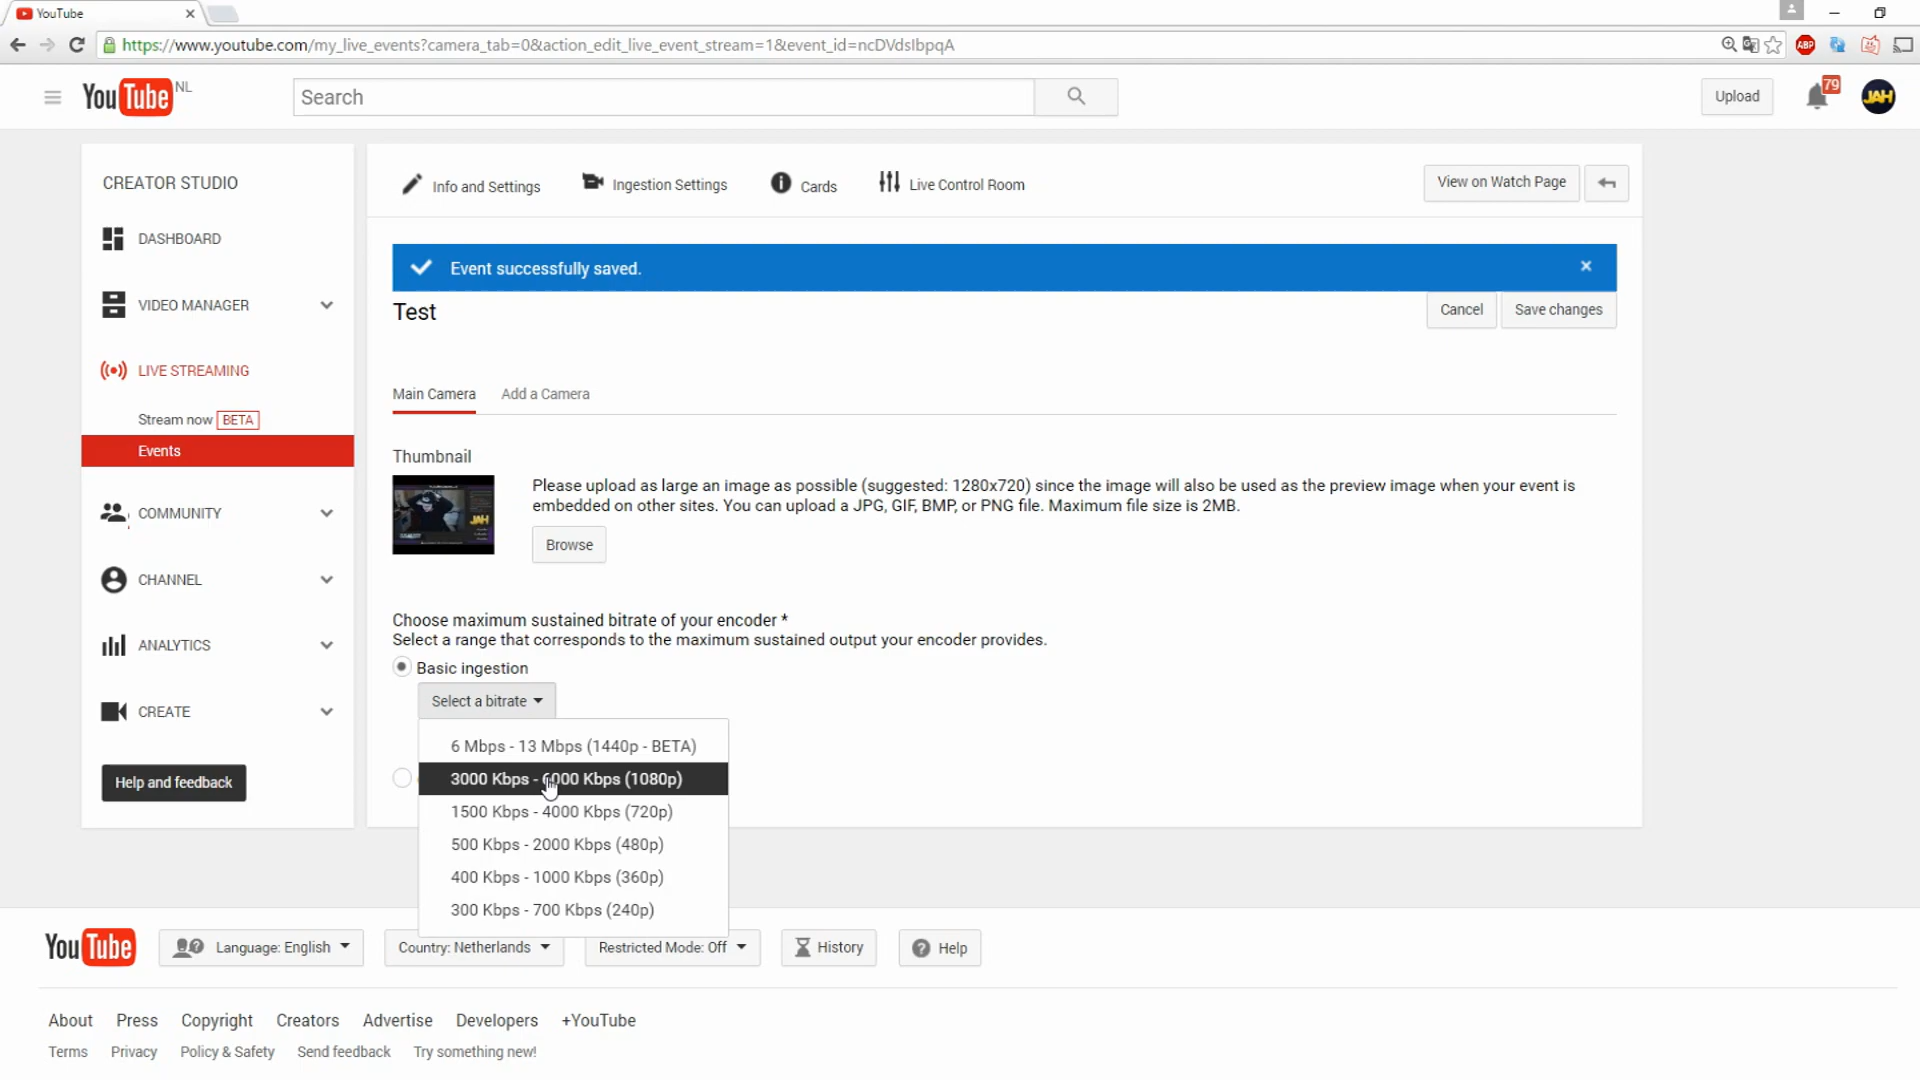 YouTube
https://www.youtube.com/my_live_events?camera_tab=0&action_edit_live_event_stream=1&event_id=ncDVdsIbpqA
ABP
YouTube NL
Search
Upload
79
JAH
CREATOR STUDIO
DASHBOARD
VIDEO MANAGER
LIVE STREAMING
Stream now BETA
Events
COMMUNITY
CHANNEL
ANALYTICS
CREATE
Help and feedback
Info and Settings
Ingestion Settings
Cards
Live Control Room
View on Watch Page
Event successfully saved.
Test
Cancel
Save changes
Main Camera
Add a Camera
Thumbnail
JAH
Please upload as large an image as possible (suggested: 1280x720) since the image will also be used as the preview image when your event is
embedded on other sites. You can upload a JPG, GIF, BMP, or PNG file. Maximum file size is 2MB.
Browse
Choose maximum sustained bitrate of your encoder *
Select a range that corresponds to the maximum sustained output your encoder provides.
Basic ingestion
Select a bitrate
6 Mbps - 13 Mbps (1440p - BETA)
3000 Kbps - 6000 Kbps (1080p)
1500 Kbps - 4000 Kbps (720p)
500 Kbps - 2000 Kbps (480p)
400 Kbps - 1000 Kbps (360p)
300 Kbps - 700 Kbps (240p)
YouTube
Language: English
Country: Netherlands
Restricted Mode: Off
History
Help
About Press Copyright Creators Advertise Developers +YouTube
Terms Privacy Policy & Safety Send feedback Try something new!